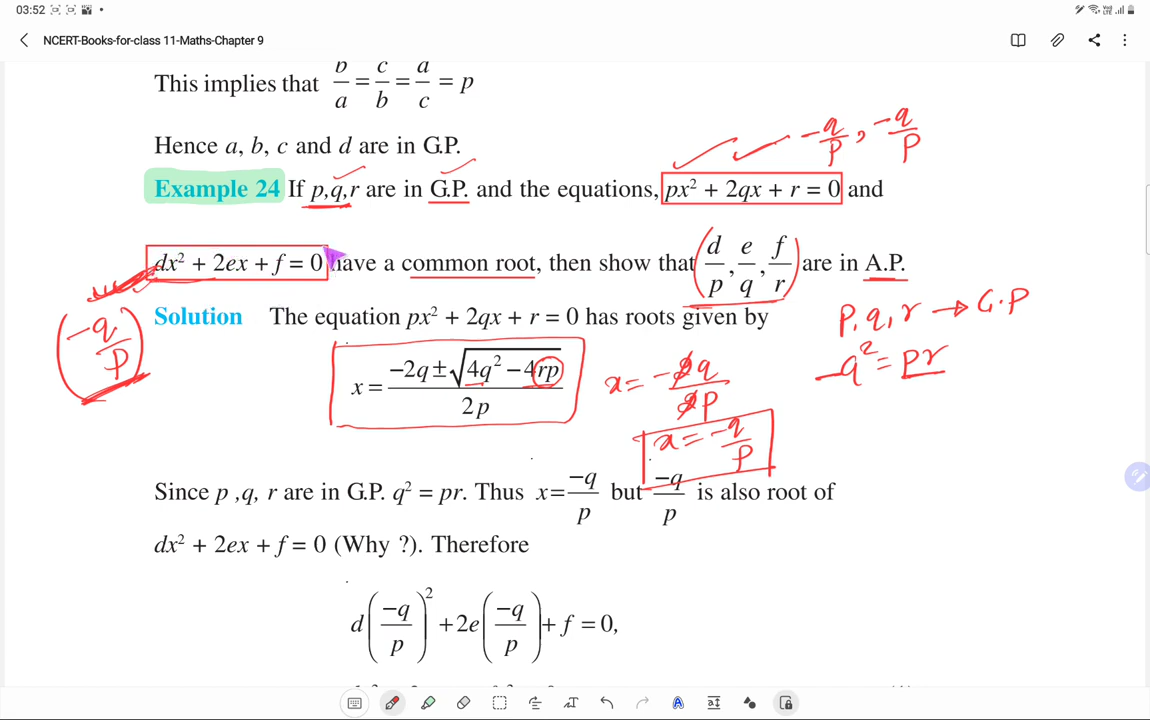 03:52
NCERT-Books-for-class 11-Maths-Chapter 9
This implies that b/a = c/b = a/c = p
Hence a, b, c and d are in G.P.
-q/p, -q/p
Example 24 If p,q,r are in G.P. and the equations, px² + 2qx + r = 0 and
dx² + 2ex + f = 0 have a common root, then show that (d/p, e/q, f/r) are in A.P.
(-q/p)
Solution The equation px² + 2qx + r = 0 has roots given by
p,q,r → G.P
x = (-2q ± √(4q² − 4rp))/2p
x = -2q/2p
-q² = pr
x = -q/p
Since p ,q, r are in G.P. q² = pr. Thus x = -q/p but -q/p is also root of
dx² + 2ex + f = 0 (Why ?). Therefore
d(-q/p)² + 2e(-q/p) + f = 0,